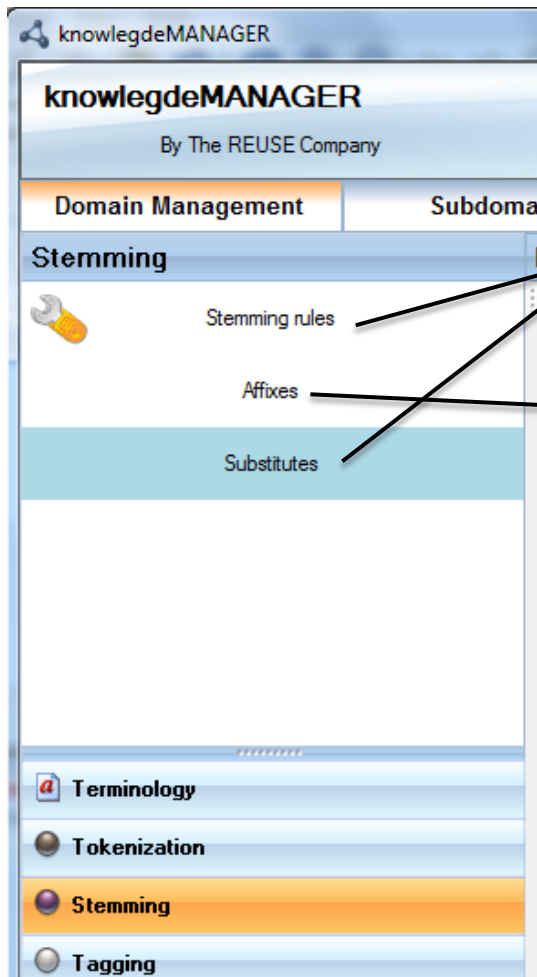 knowlegdeMANAGER
knowlegdeMANAGER
By The REUSE Company
Domain Management Subdoma
Stemming
Stemming rules
Affixes
Substitutes
Terminology
Tokenization
Stemming
Tagging